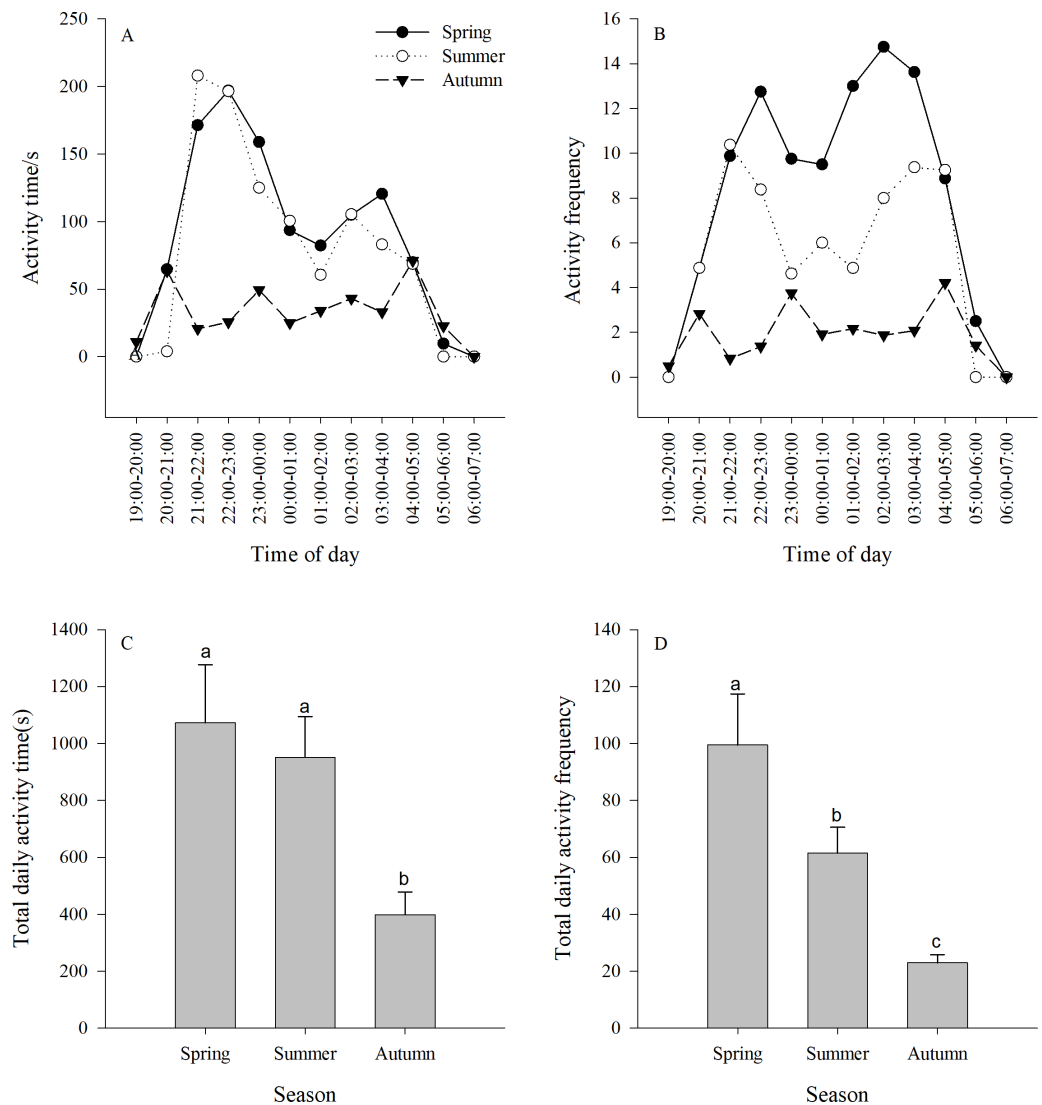 A
Spring
Summer
Autumn
250
200
150
100
50
0
Activity time/s
19:00-20:00
20:00-21:00
21:00-22:00
22:00-23:00
23:00-00:00
00:00-01:00
01:00-02:00
02:00-03:00
03:00-04:00
04:00-05:00
05:00-06:00
06:00-07:00
Time of day
B
16
14
12
10
8
6
4
2
0
Activity frequency
19:00-20:00
20:00-21:00
21:00-22:00
22:00-23:00
23:00-00:00
00:00-01:00
01:00-02:00
02:00-03:00
03:00-04:00
04:00-05:00
05:00-06:00
06:00-07:00
Time of day
C
1400
1200
1000
800
600
400
200
0
Total daily activity time(s)
a
a
b
Spring
Summer
Autumn
Season
D
140
120
100
80
60
40
20
0
Total daily activity frequency
a
b
c
Spring
Summer
Autumn
Season